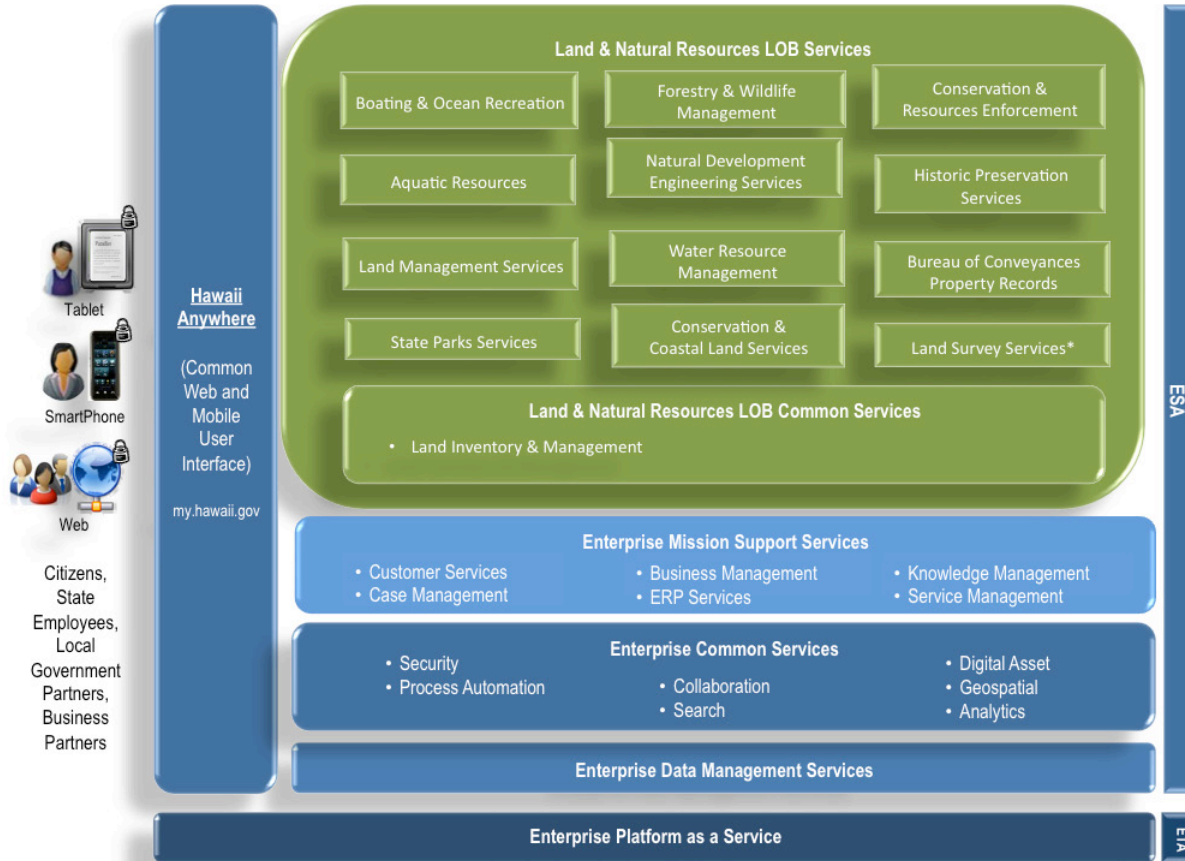 Land & Natural Resources LOB Services
Boating & Ocean Recreation
Forestry & Wildlife
Management
Conservation &
Resources Enforcement
Aquatic Resources
Natural Development
Engineering Services
Historic Preservation
Services
Land Management Services
Water Resource
Management
Bureau of Conveyances
Property Records
State Parks Services
Conservation &
Coastal Land Services
Land Survey Services*
Land & Natural Resources LOB Common Services
• Land Inventory & Management
Tablet
SmartPhone
Web
Citizens,
State
Employees,
Local
Government
Partners,
Business
Partners
Hawaii
Anywhere
(Common
Web and
Mobile
User
Interface)
my.hawaii.gov
Enterprise Mission Support Services
• Customer Services
• Case Management
• Business Management
• ERP Services
• Knowledge Management
• Service Management
Enterprise Common Services
• Security
• Process Automation
• Collaboration
• Search
• Digital Asset
• Geospatial
• Analytics
Enterprise Data Management Services
ESA
Enterprise Platform as a Service
ETA